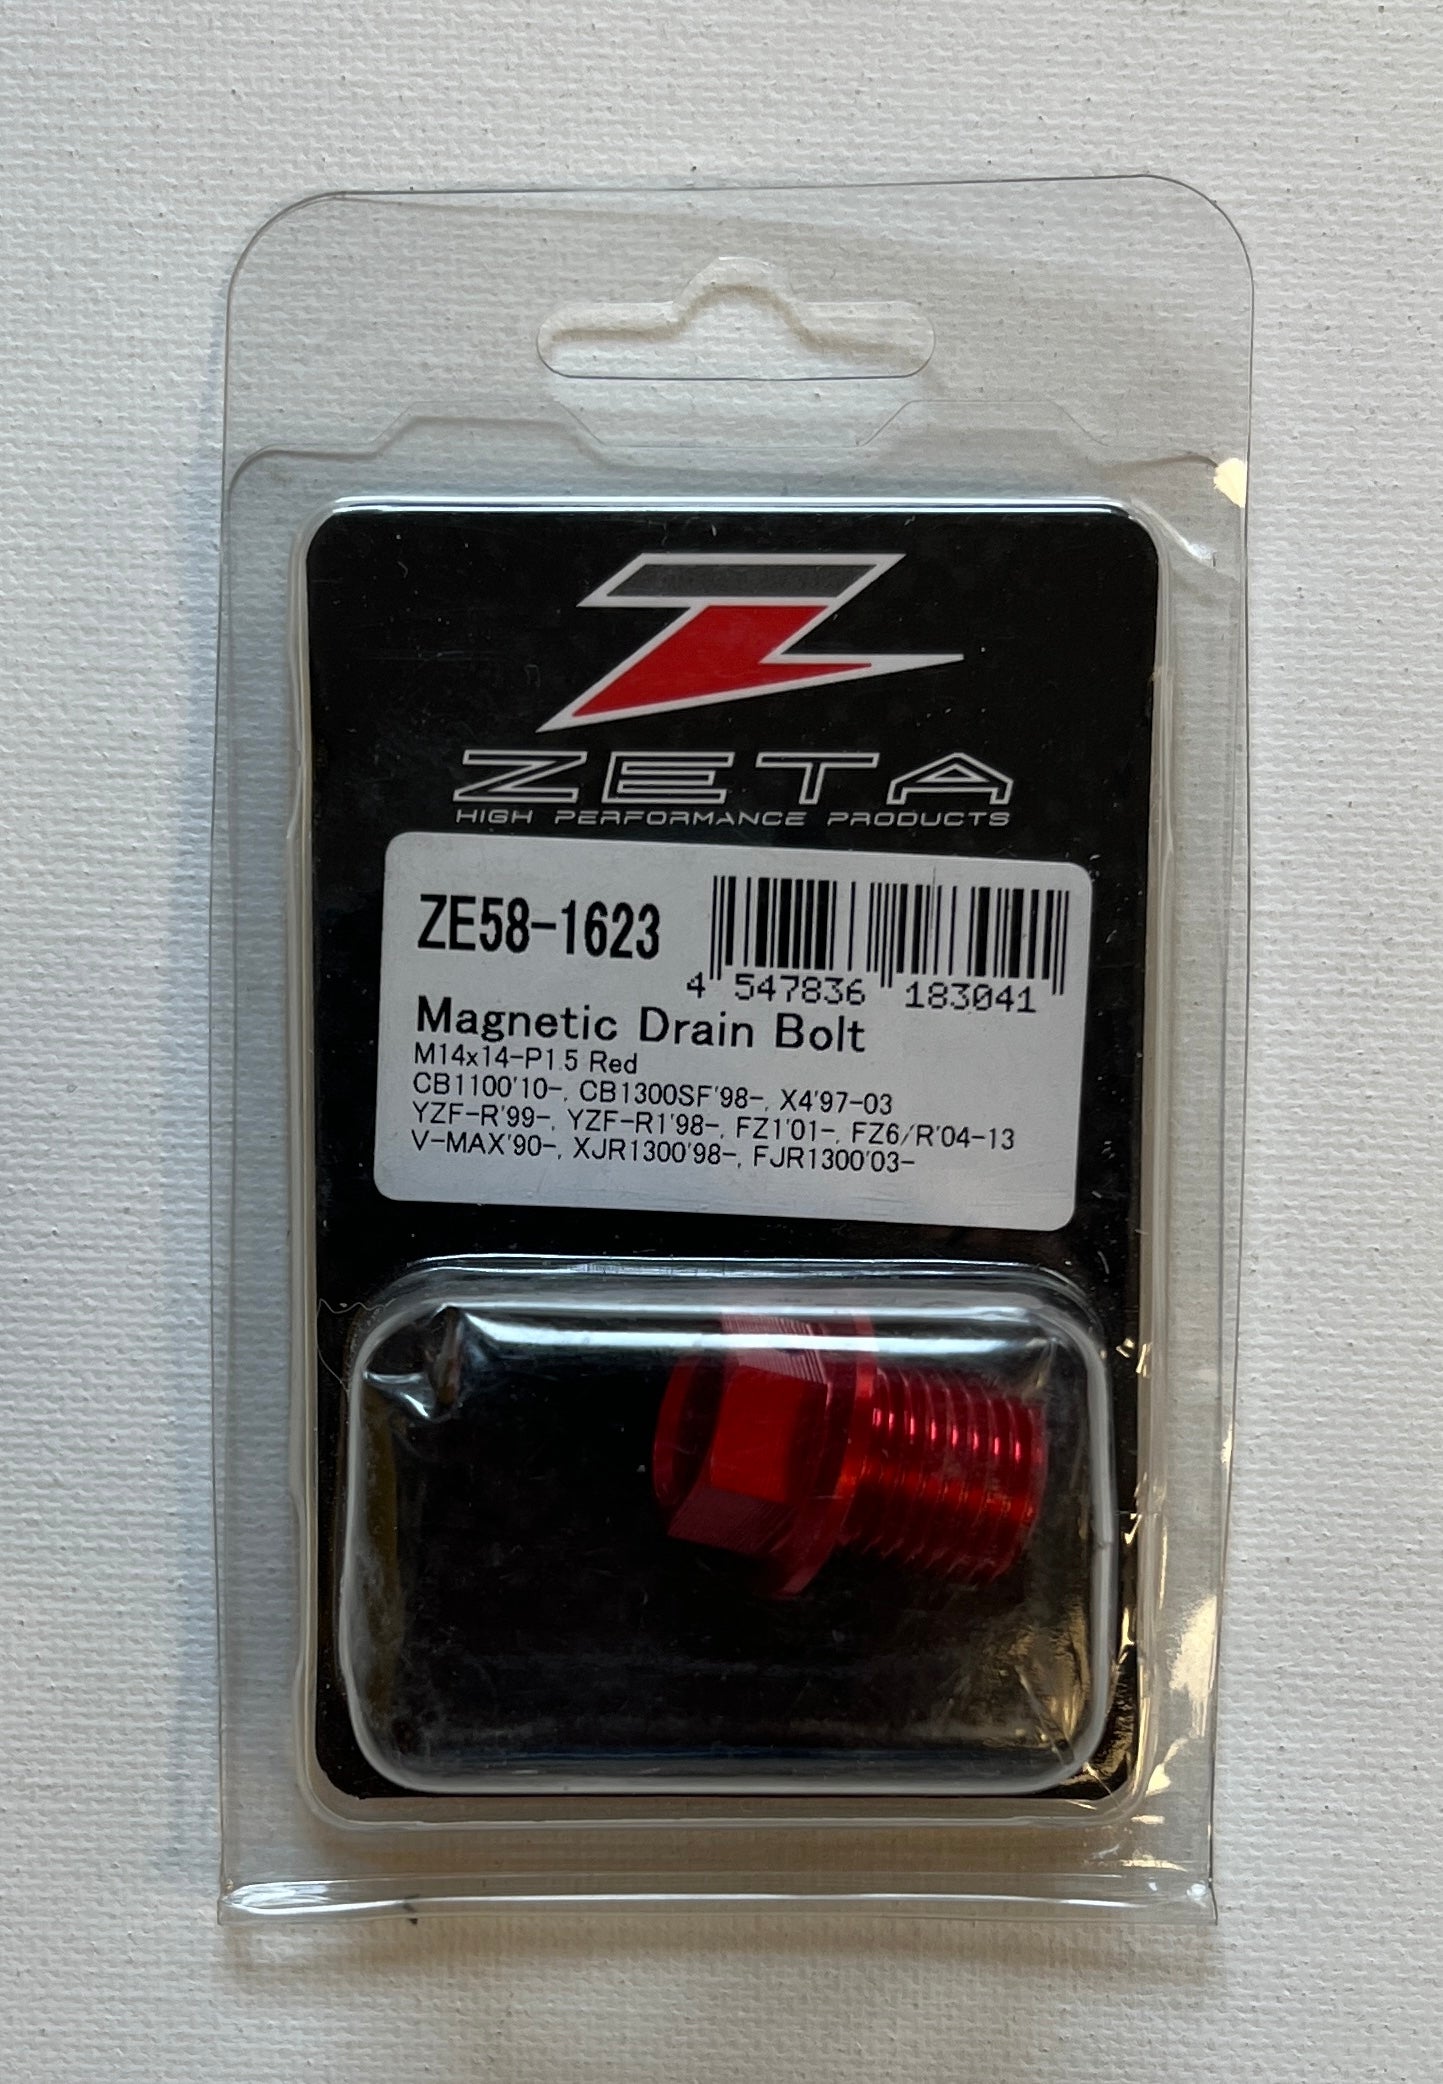 ZETA
HIGH PERFORMANCE PRODUCTS
ZE58-1623
4 547836 183041
Magnetic Drain Bolt
M14x14-P1.5 Red
CB1100'10-, CB1300SF'98-, X4'97-03
YZF-R'99-, YZF-R1'98-, FZ1'01-, FZ6/R'04-13
V-MAX'90-, XJR1300'98-, FJR1300'03-